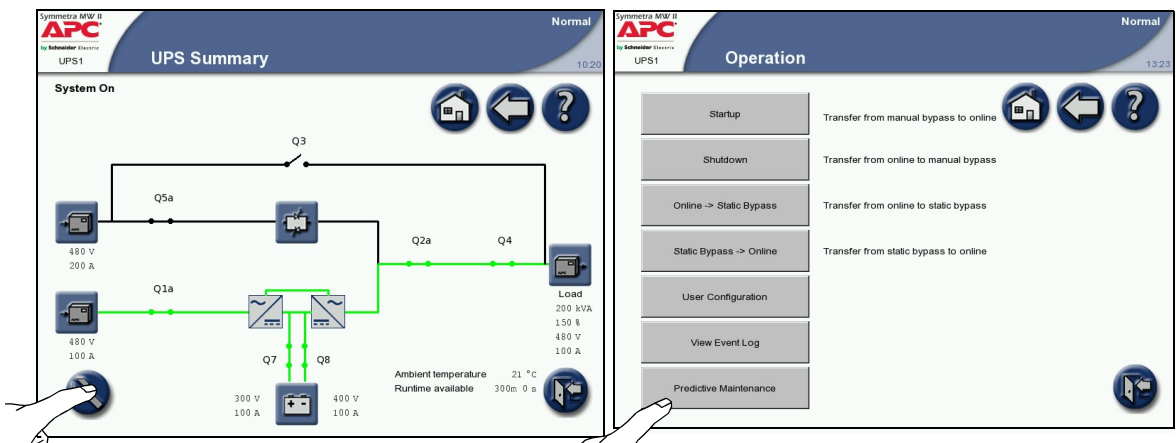 Symmetra MW II
APC
by Schneider Electric
UPS1
UPS Summary
Normal
10:20
System On
Q3
Q5a
480 V
200 A
Q2a
Q4
Q1a
Load
200 kVA
150 %
480 V
100 A
480 V
100 A
Q7
Q8
300 V
100 A
400 V
100 A
Ambient temperature 21 °C
Runtime available 300m 0 s
Symmetra MW II
APC
by Schneider Electric
UPS1
Operation
Normal
13:23
Startup
Transfer from manual bypass to online
Shutdown
Transfer from online to manual bypass
Online -> Static Bypass
Transfer from online to static bypass
Static Bypass -> Online
Transfer from static bypass to online
User Configuration
View Event Log
Predictive Maintenance